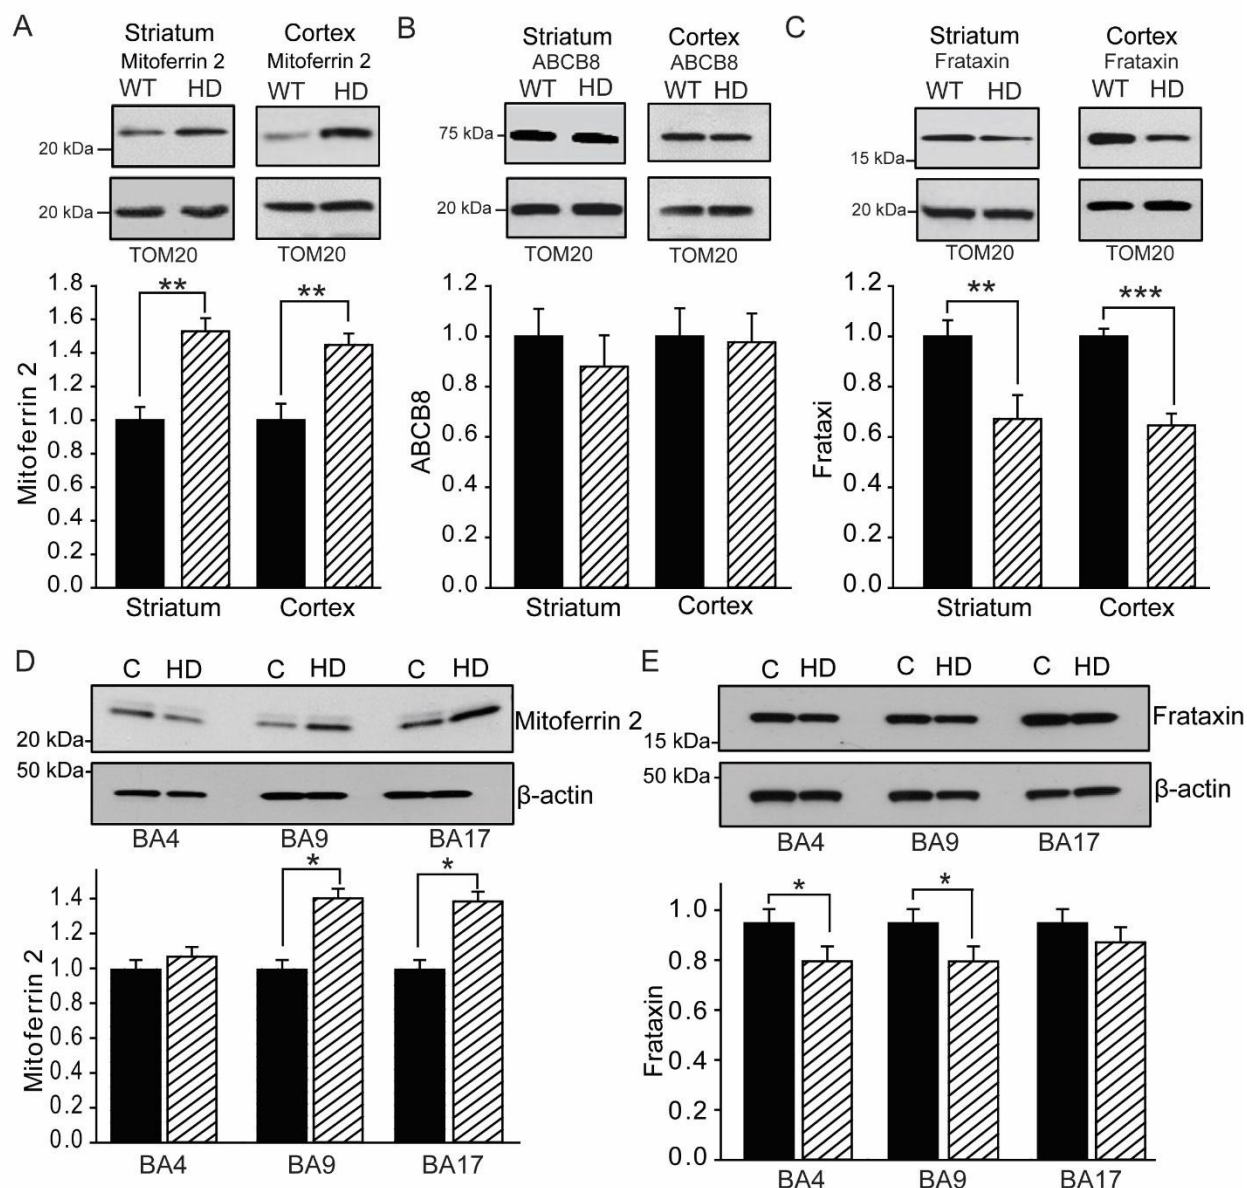 A
Striatum
Mitoferrin 2
WT HD
Cortex
Mitoferrin 2
WT HD
20 kDa
20 kDa
TOM20
TOM20
**
**
1.8
1.6
1.4
1.2
1.0
0.8
0.6
0.4
0.2
0.0
Mitoferrin 2
Striatum
Cortex
B
Striatum
ABCB8
WT HD
Cortex
ABCB8
WT HD
75 kDa
20 kDa
TOM20
TOM20
1.2
1.0
0.8
0.6
0.4
0.2
0.0
ABCB8
Striatum
Cortex
C
Striatum
Frataxin
WT HD
Cortex
Frataxin
WT HD
15 kDa
20 kDa
TOM20
TOM20
**
***
1.2
1.0
0.8
0.6
0.4
0.2
0.0
Frataxi
Striatum
Cortex
D
C HD C HD C HD
Mitoferrin 2
20 kDa
50 kDa
β-actin
BA4 BA9 BA17
*
*
1.4
1.2
1.0
0.8
0.6
0.4
0.2
0.0
Mitoferrin 2
BA4 BA9 BA17
E
C HD C HD C HD
Frataxin
15 kDa
50 kDa
β-actin
BA4 BA9 BA17
*
*
1.0
0.8
0.6
0.4
0.2
0.0
Frataxin
BA4 BA9 BA17